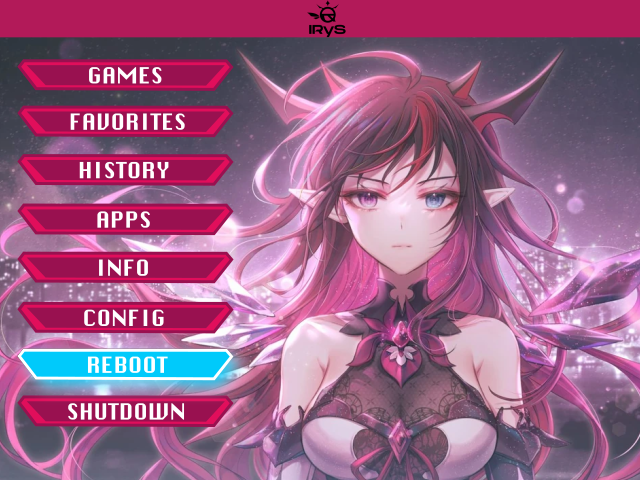 IRyS
GAMES
FAVORITES
HISTORY
APPS
INFO
CONFIG
REBOOT
SHUTDOWN